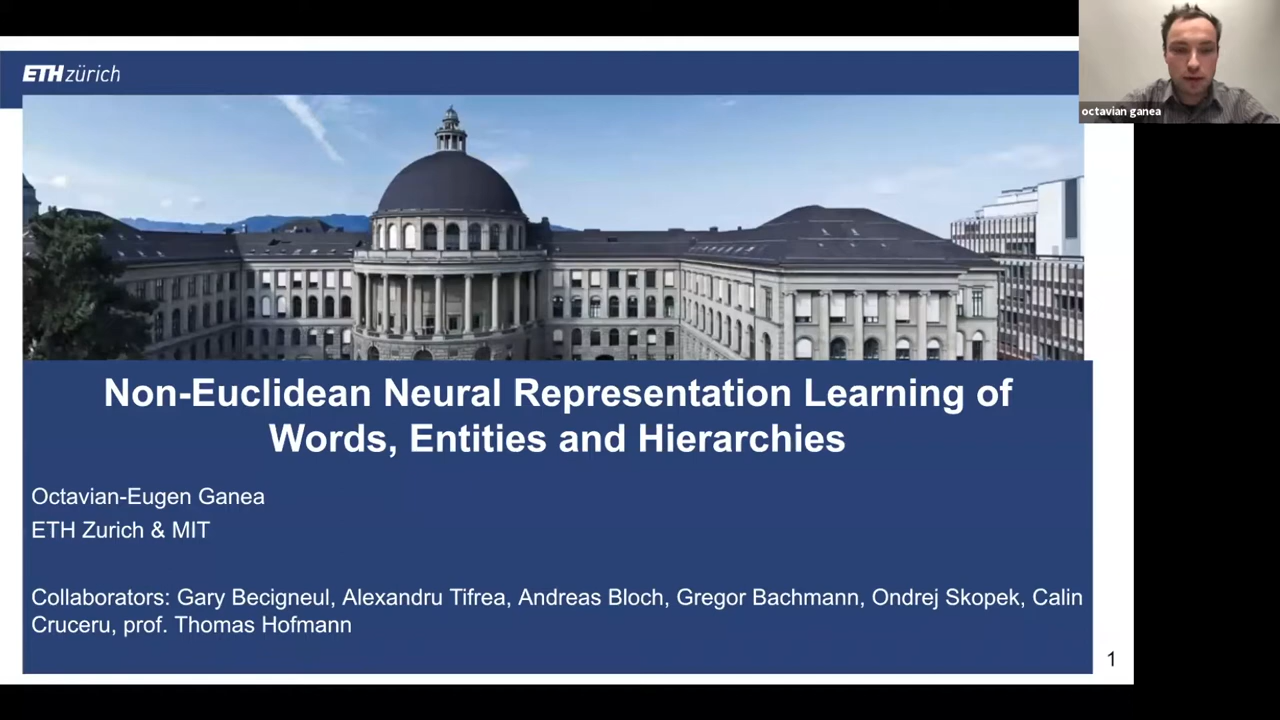 ETH zürich
octavian ganea
Non-Euclidean Neural Representation Learning of
Words, Entities and Hierarchies
Octavian-Eugen Ganea
ETH Zurich & MIT
Collaborators: Gary Becigneul, Alexandru Tifrea, Andreas Bloch, Gregor Bachmann, Ondrej Skopek, Calin
Cruceru, prof. Thomas Hofmann
1